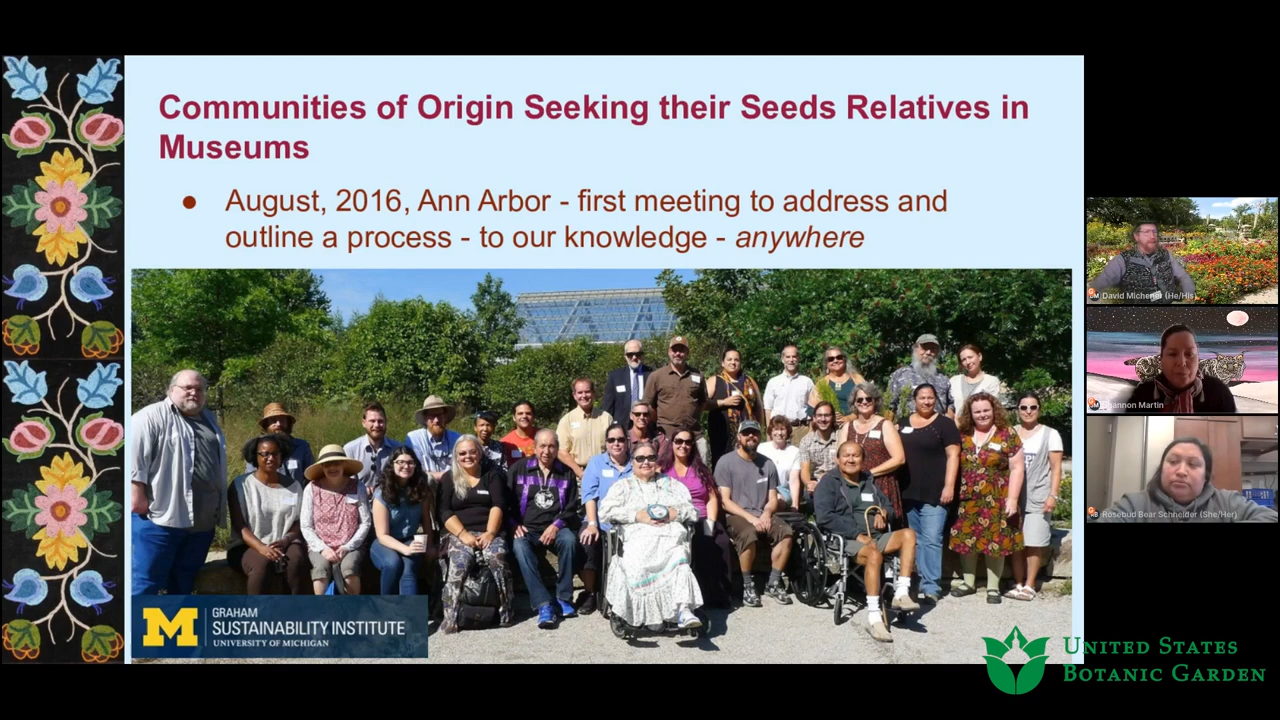 Communities of Origin Seeking their Seeds Relatives in
Museums
● August, 2016, Ann Arbor - first meeting to address and
outline a process - to our knowledge - anywhere
M GRAHAM
SUSTAINABILITY INSTITUTE
UNIVERSITY OF MICHIGAN
David Michener (He/His)
Shannon Martin
Rosebud Bear Schneider (She/Her)
UNITED STATES
BOTANIC GARDEN